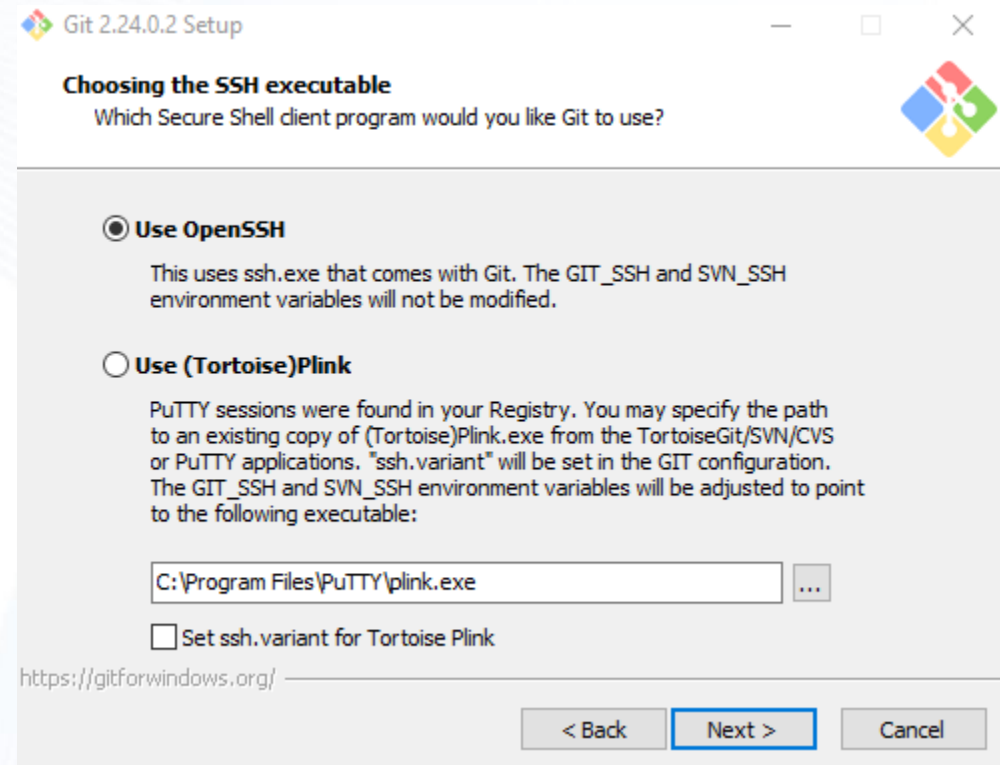 Git 2.24.0.2 Setup
Choosing the SSH executable
Which Secure Shell client program would you like Git to use?
Use OpenSSH
This uses ssh.exe that comes with Git. The GIT_SSH and SVN_SSH
environment variables will not be modified.
Use (Tortoise)Plink
PuTTY sessions were found in your Registry. You may specify the path
to an existing copy of (Tortoise)Plink.exe from the TortoiseGit/SVN/CVS
or PuTTY applications. "ssh.variant" will be set in the GIT configuration.
The GIT_SSH and SVN_SSH environment variables will be adjusted to point
to the following executable:
C:\Program Files\PuTTY\plink.exe
...
Set ssh.variant for Tortoise Plink
https://gitforwindows.org/
< Back Next > Cancel